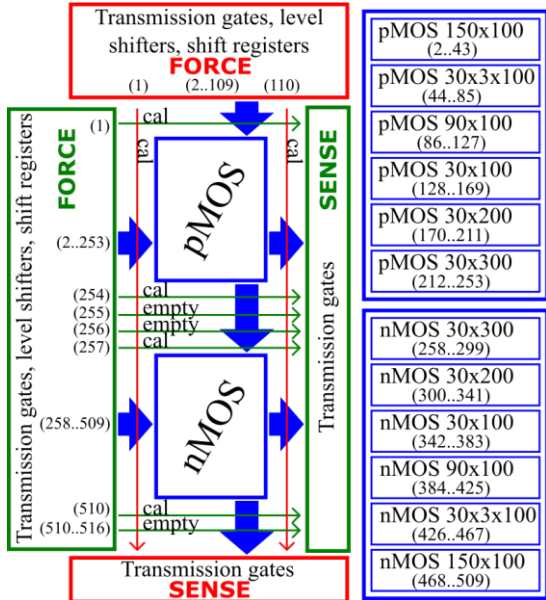 Transmission gates, level
shifters, shift registers
FORCE
(1) (2..109) (110)
Transmission gates, level shifters, shift registers
FORCE
(1)
cal
cal
cal
(2..253)
pMOS
(254)
cal
(255)
empty
(256)
empty
(257)
cal
(258..509)
nMOS
(510)
cal
(510..516)
empty
SENSE
Transmission gates
Transmission gates
SENSE
pMOS 150x100
(2..43)
pMOS 30x3x100
(44..85)
pMOS 90x100
(86..127)
pMOS 30x100
(128..169)
pMOS 30x200
(170..211)
pMOS 30x300
(212..253)
nMOS 30x300
(258..299)
nMOS 30x200
(300..341)
nMOS 30x100
(342..383)
nMOS 90x100
(384..425)
nMOS 30x3x100
(426..467)
nMOS 150x100
(468..509)